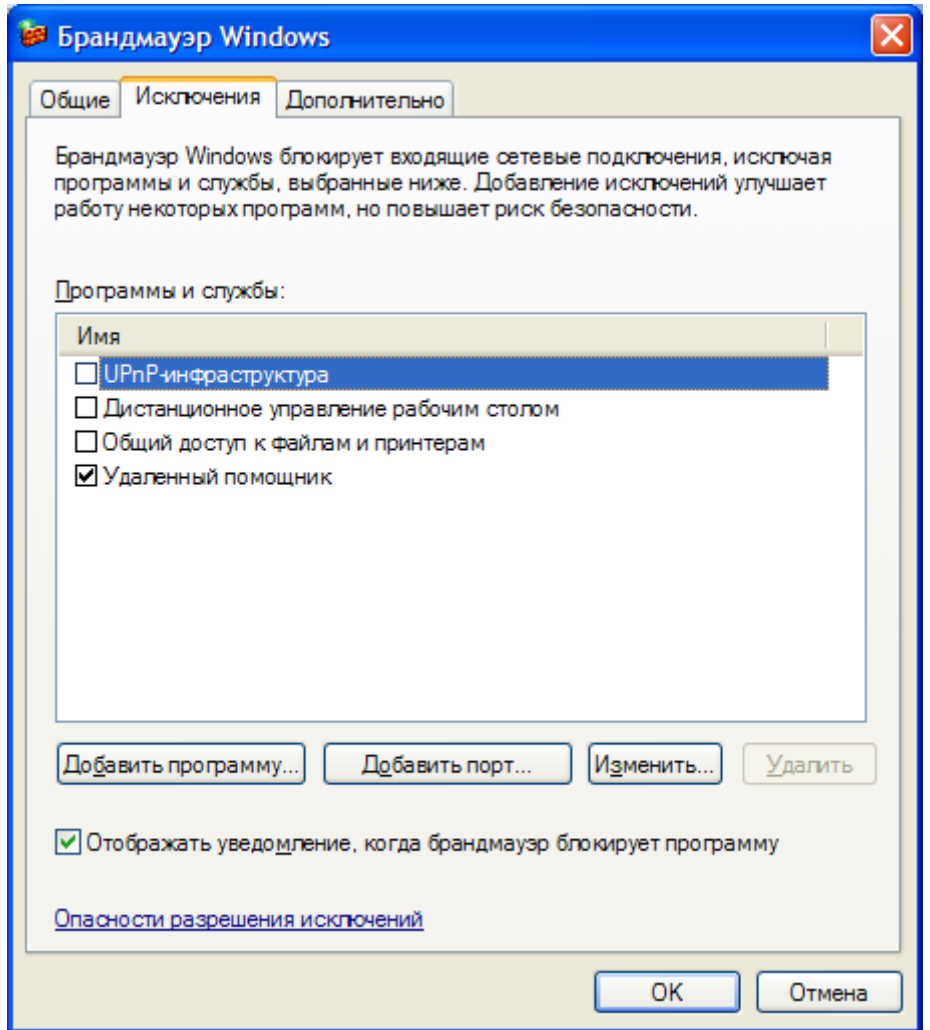 Брандмауэр Windows
Общие Исключения Дополнительно
Брандмауэр Windows блокирует входящие сетевые подключения, исключая
программы и службы, выбранные ниже. Добавление исключений улучшает
работу некоторых программ, но повышает риск безопасности.
Программы и службы:
Имя
UPnP-инфраструктура
Дистанционное управление рабочим столом
Общий доступ к файлам и принтерам
Удаленный помощник
Добавить программу... Добавить порт... Изменить... Удалить
Отображать уведомление, когда брандмауэр блокирует программу
Опасности разрешения исключений
OK Отмена